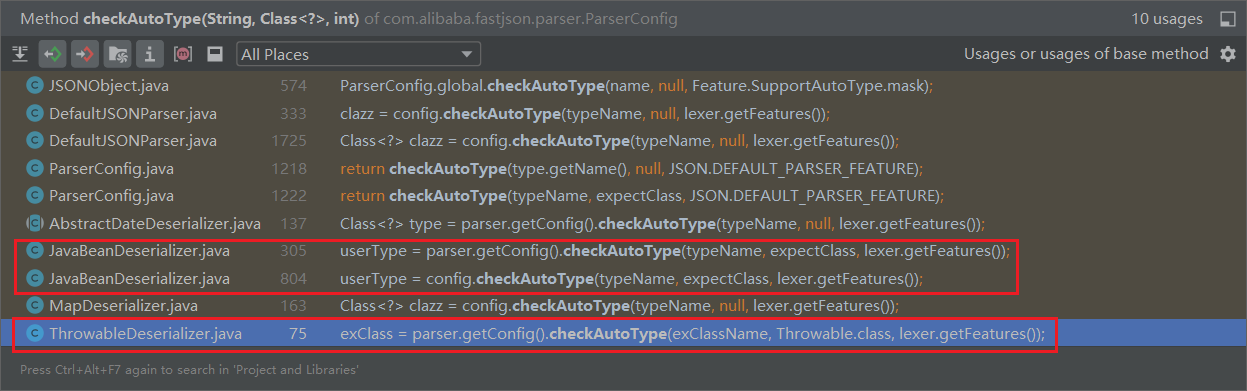 Method checkAutoType(String, Class<?>, int) of com.alibaba.fastjson.parser.ParserConfig 10 usages
All Places Usages or usages of base method
JSONObject.java 574 ParserConfig.global.checkAutoType(name, null, Feature.SupportAutoType.mask);
DefaultJSONParser.java 333 clazz = config.checkAutoType(typeName, null, lexer.getFeatures());
DefaultJSONParser.java 1725 Class<?> clazz = config.checkAutoType(typeName, null, lexer.getFeatures());
ParserConfig.java 1218 return checkAutoType(type.getName(), null, JSON.DEFAULT_PARSER_FEATURE);
ParserConfig.java 1222 return checkAutoType(typeName, expectClass, JSON.DEFAULT_PARSER_FEATURE);
AbstractDateDeserializer.java 137 Class<?> type = parser.getConfig().checkAutoType(typeName, null, lexer.getFeatures());
JavaBeanDeserializer.java 305 userType = parser.getConfig().checkAutoType(typeName, expectClass, lexer.getFeatures());
JavaBeanDeserializer.java 804 userType = config.checkAutoType(typeName, expectClass, lexer.getFeatures());
MapDeserializer.java 163 Class<?> clazz = config.checkAutoType(typeName, null, lexer.getFeatures());
ThrowableDeserializer.java 75 exClass = parser.getConfig().checkAutoType(exClassName, Throwable.class, lexer.getFeatures());
Press Ctrl+Alt+F7 again to search in 'Project and Libraries'